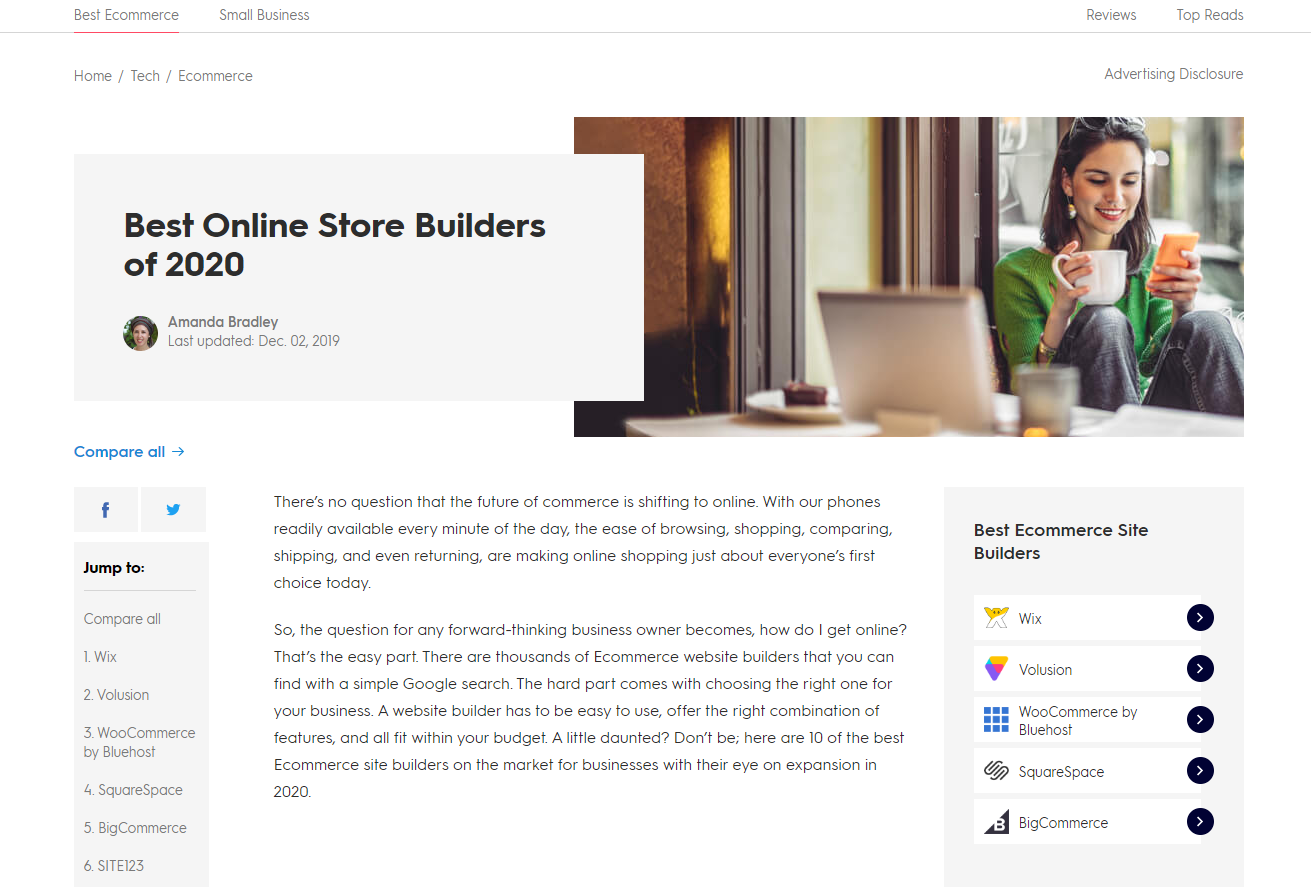 Best Ecommerce
Small Business
Reviews
Top Reads
Home / Tech / Ecommerce
Advertising Disclosure
Best Online Store Builders
of 2020
Amanda Bradley
Last updated: Dec. 02, 2019
Compare all →
Jump to:
Compare all
1. Wix
2. Volusion
3. WooCommerce
by Bluehost
4. SquareSpace
5. BigCommerce
6. SITE123
There's no question that the future of commerce is shifting to online. With our phones
readily available every minute of the day, the ease of browsing, shopping, comparing,
shipping, and even returning, are making online shopping just about everyone's first
choice today.
So, the question for any forward-thinking business owner becomes, how do I get online?
That's the easy part. There are thousands of Ecommerce website builders that you can
find with a simple Google search. The hard part comes with choosing the right one for
your business. A website builder has to be easy to use, offer the right combination of
features, and all fit within your budget. A little daunted? Don't be; here are 10 of the best
Ecommerce site builders on the market for businesses with their eye on expansion in
2020.
Best Ecommerce Site
Builders
Wix
Volusion
WooCommerce by
Bluehost
SquareSpace
BigCommerce